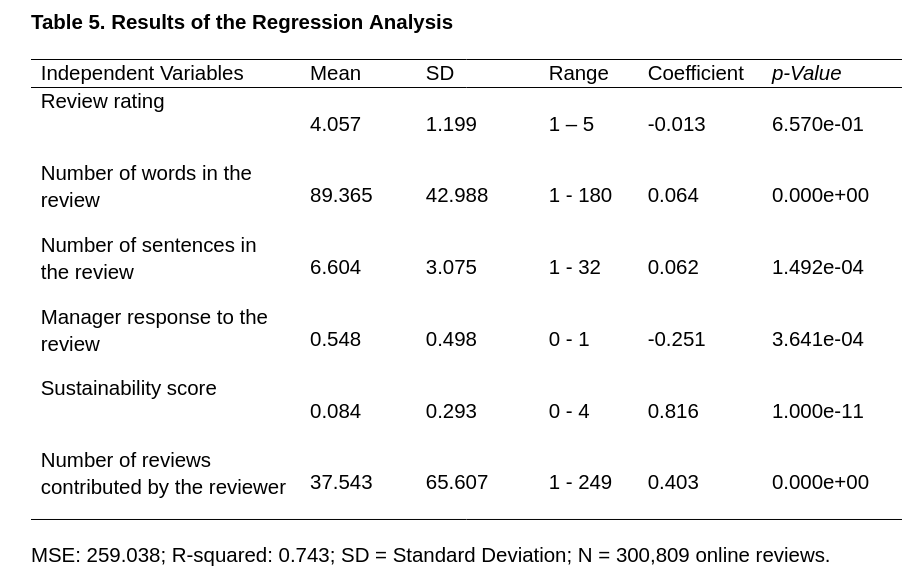 Table 5. Results of the Regression Analysis
Independent Variables Mean SD Range Coefficient p-Value
Review rating
4.057 1.199 1 – 5 -0.013 6.570e-01
Number of words in the
review 89.365 42.988 1 - 180 0.064 0.000e+00
Number of sentences in
the review 6.604 3.075 1 - 32 0.062 1.492e-04
Manager response to the
review 0.548 0.498 0 - 1 -0.251 3.641e-04
Sustainability score
0.084 0.293 0 - 4 0.816 1.000e-11
Number of reviews
contributed by the reviewer 37.543 65.607 1 - 249 0.403 0.000e+00
MSE: 259.038; R-squared: 0.743; SD = Standard Deviation; N = 300,809 online reviews.